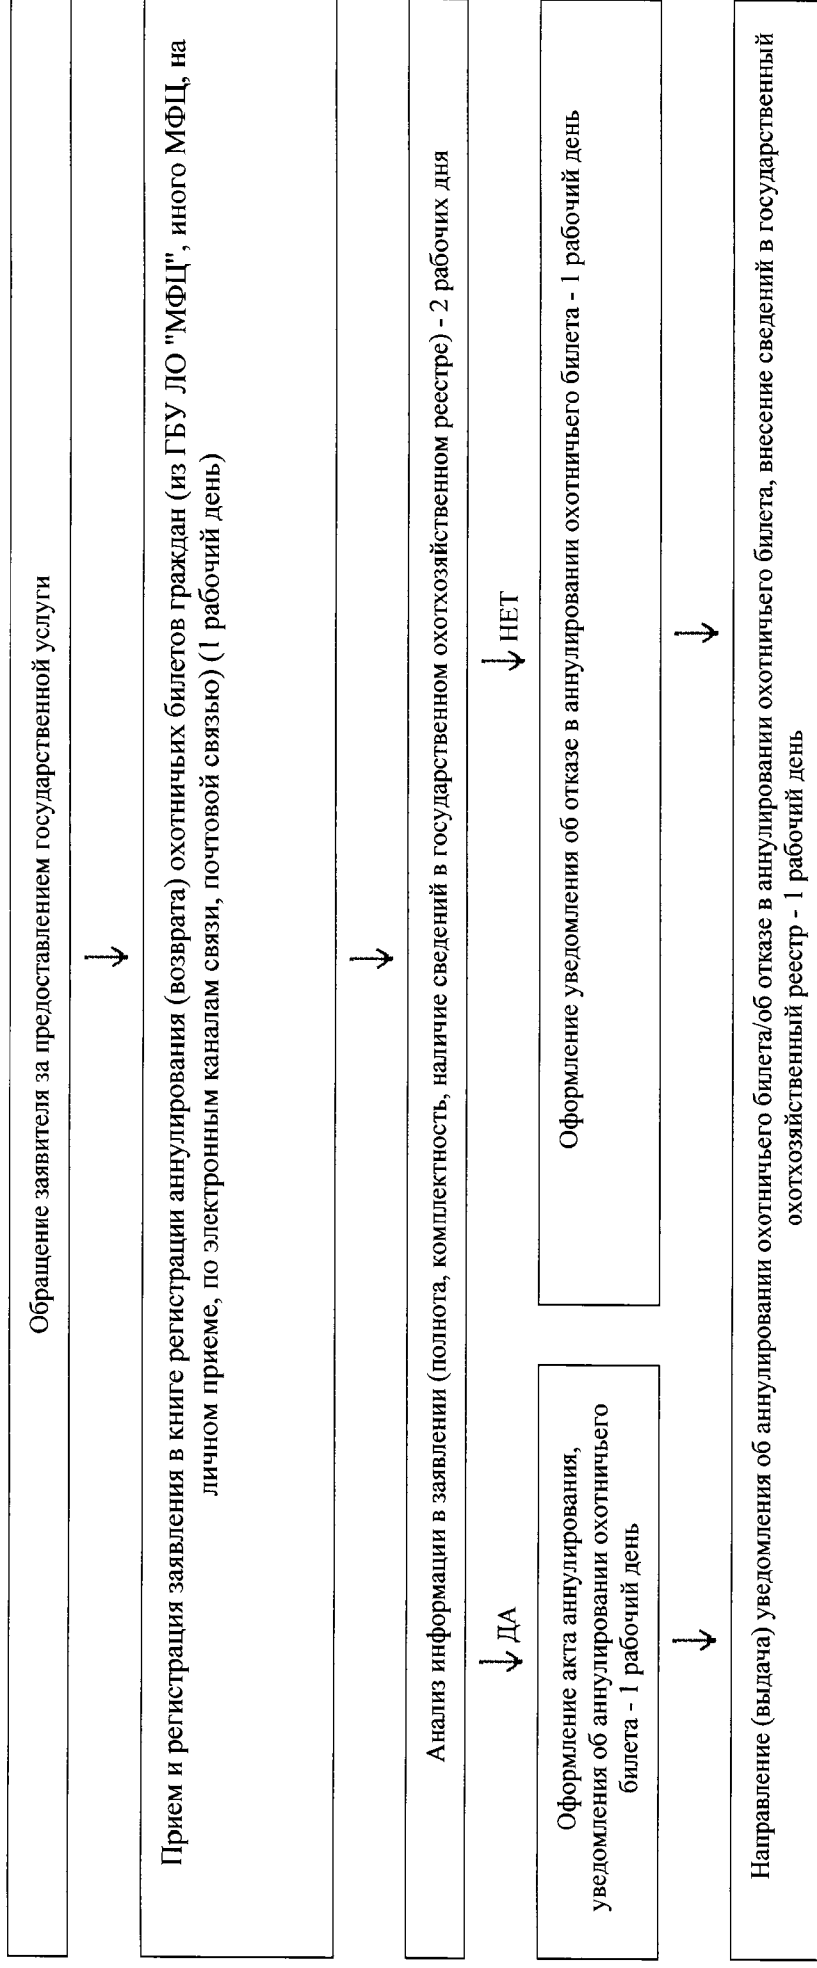 Обращение заявителя за предоставлением государственной услуги
Прием и регистрация заявления в книге регистрации аннулирования (возврата) охотничьих билетов граждан (из ГБУ ЛО "МФЦ", иного МФЦ, на
личном приеме, по электронным каналам связи, почтовой связью) (1 рабочий день)
Анализ информации в заявлении (полнота, комплектность, наличие сведений в государственном охотхозяйственном реестре) - 2 рабочих дня
ДА
НЕТ
Оформление акта аннулирования,
уведомления об аннулировании охотничьего
билета - 1 рабочий день
Оформление уведомления об отказе в аннулировании охотничьего билета - 1 рабочий день
Направление (выдача) уведомления об аннулировании охотничьего билета/об отказе в аннулировании охотничьего билета, внесение сведений в государственный
охотхозяйственный реестр - 1 рабочий день